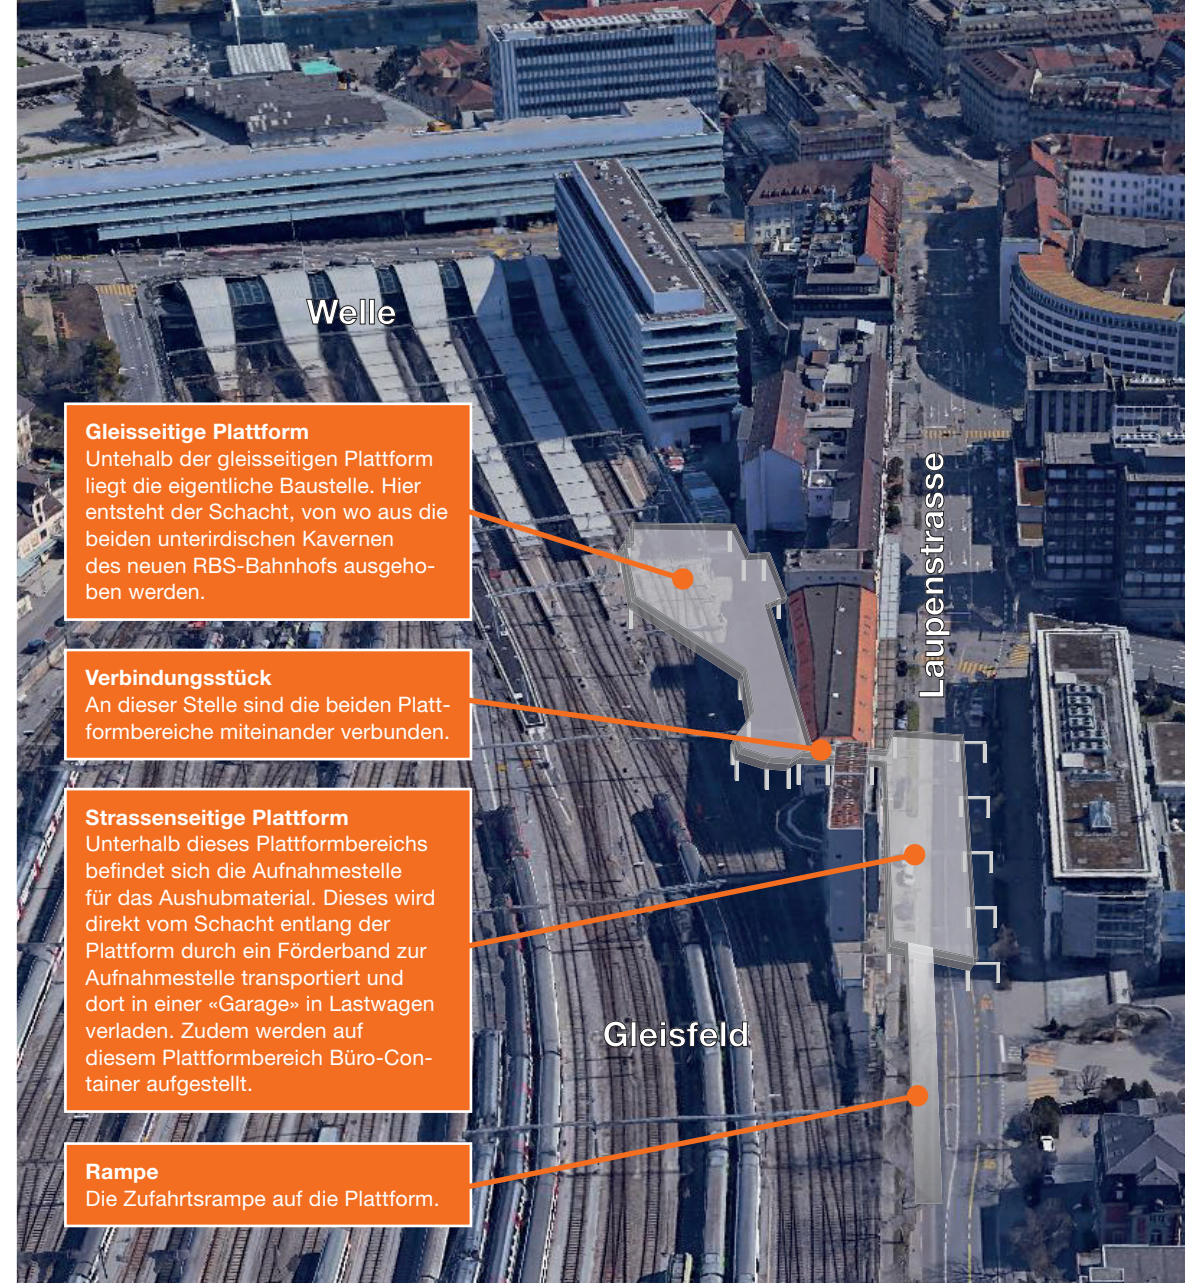 Welle
Gleisseitige Plattform
Untehalb der gleisseitigen Plattform
liegt die eigentliche Baustelle. Hier
entsteht der Schacht, von wo aus die
beiden unterirdischen Kavernen
des neuen RBS-Bahnhofs ausgeho-
ben werden.
Laupenstrasse
Verbindungsstück
An dieser Stelle sind die beiden Platt-
formbereiche miteinander verbunden.
Strassenseitige Plattform
Unterhalb dieses Plattformbereichs
befindet sich die Aufnahmestelle
für das Aushubmaterial. Dieses wird
direkt vom Schacht entlang der
Plattform durch ein Förderband zur
Aufnahmestelle transportiert und
dort in einer «Garage» in Lastwagen
verladen. Zudem werden auf
diesem Plattformbereich Büro-Con-
tainer aufgestellt.
Gleisfeld
Rampe
Die Zufahrtsrampe auf die Plattform.